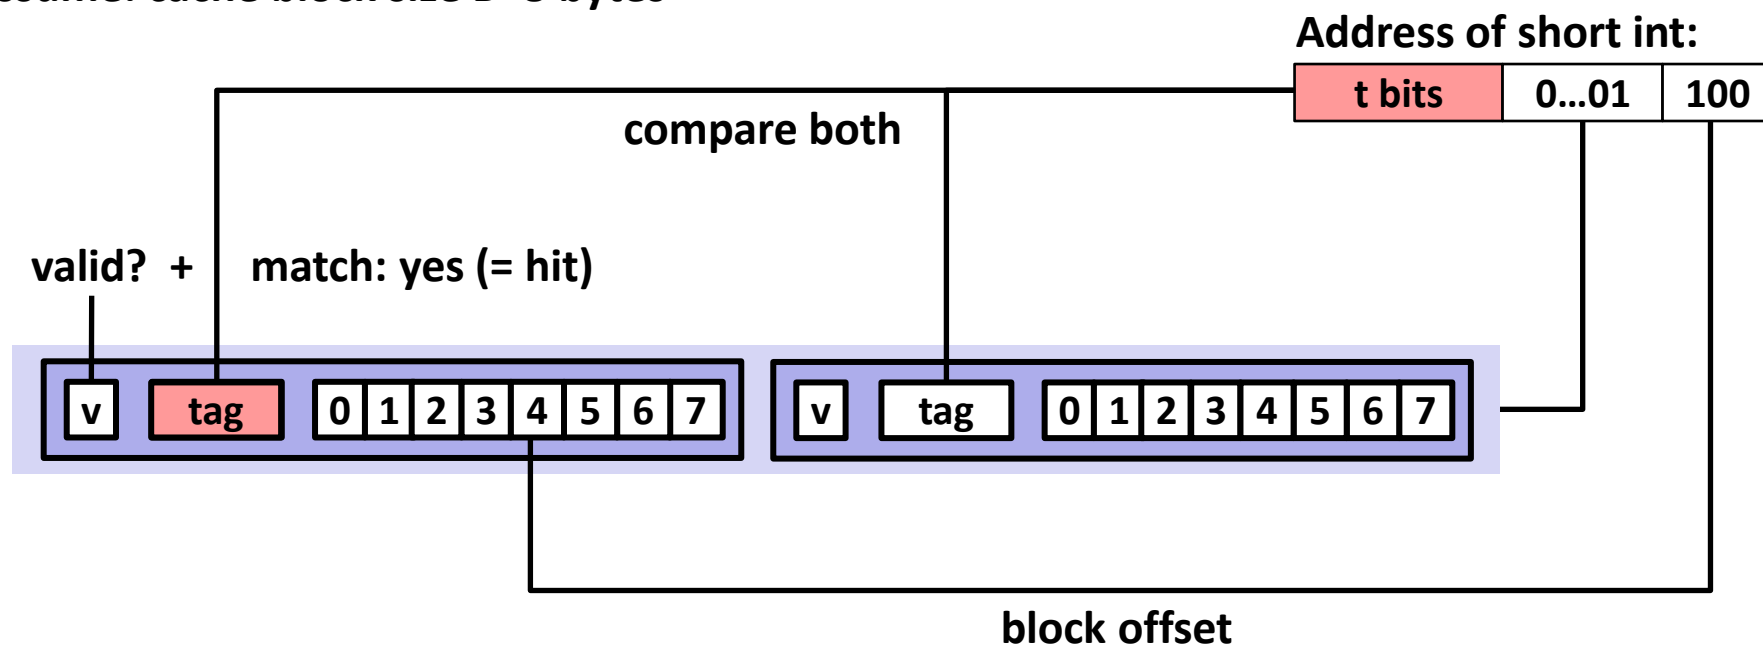 Address of short int:
t bits 0...01 100
compare both
valid? + match: yes (= hit)
v tag 0 1 2 3 4 5 6 7 v tag 0 1 2 3 4 5 6 7
block offset